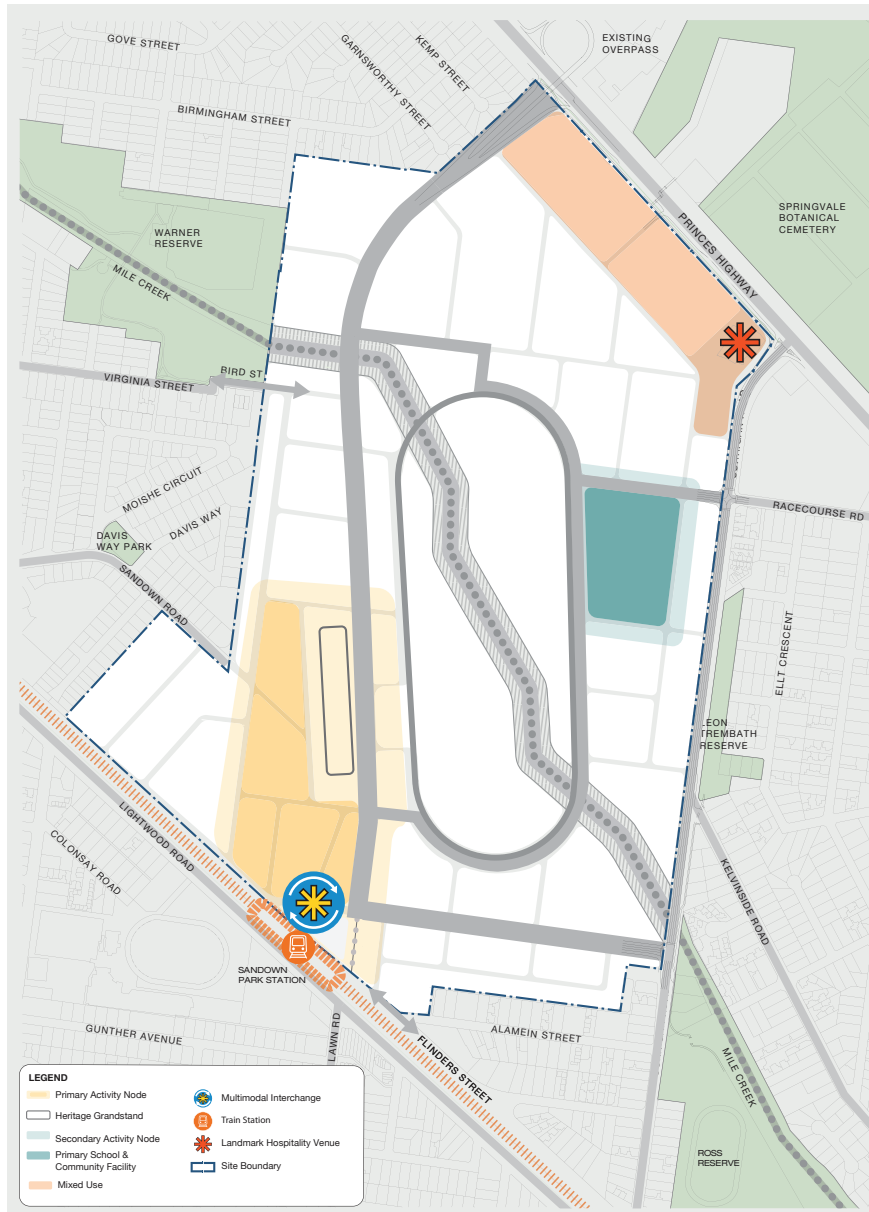 GOVE STREET
KEMP STREET
GARNSWORTHY STREET
EXISTING
OVERPASS
BIRMINGHAM STREET
SPRINGVALE
BOTANICAL
CEMETERY
WARNER
RESERVE
PRINCES HIGHWAY
MILE CREEK
BIRD ST
VIRGINIA STREET
MOISHE CIRCUIT
RACECOURSE RD
DAVIS WAY
DAVIS
WAY PARK
SANDOWN ROAD
ELLT CRESCENT
LEON
TREMBATH
RESERVE
LIGHTWOOD ROAD
COLONSAY ROAD
KELVINSIDE ROAD
SANDOWN
PARK STATION
GUNTHER AVENUE
LAWN RD
ALAMEIN STREET
FLINDERS STREET
MILE CREEK
ROSS
RESERVE
LEGEND
Primary Activity Node
Heritage Grandstand
Secondary Activity Node
Primary School &
Community Facility
Mixed Use
Multimodal Interchange
Train Station
Landmark Hospitality Venue
Site Boundary